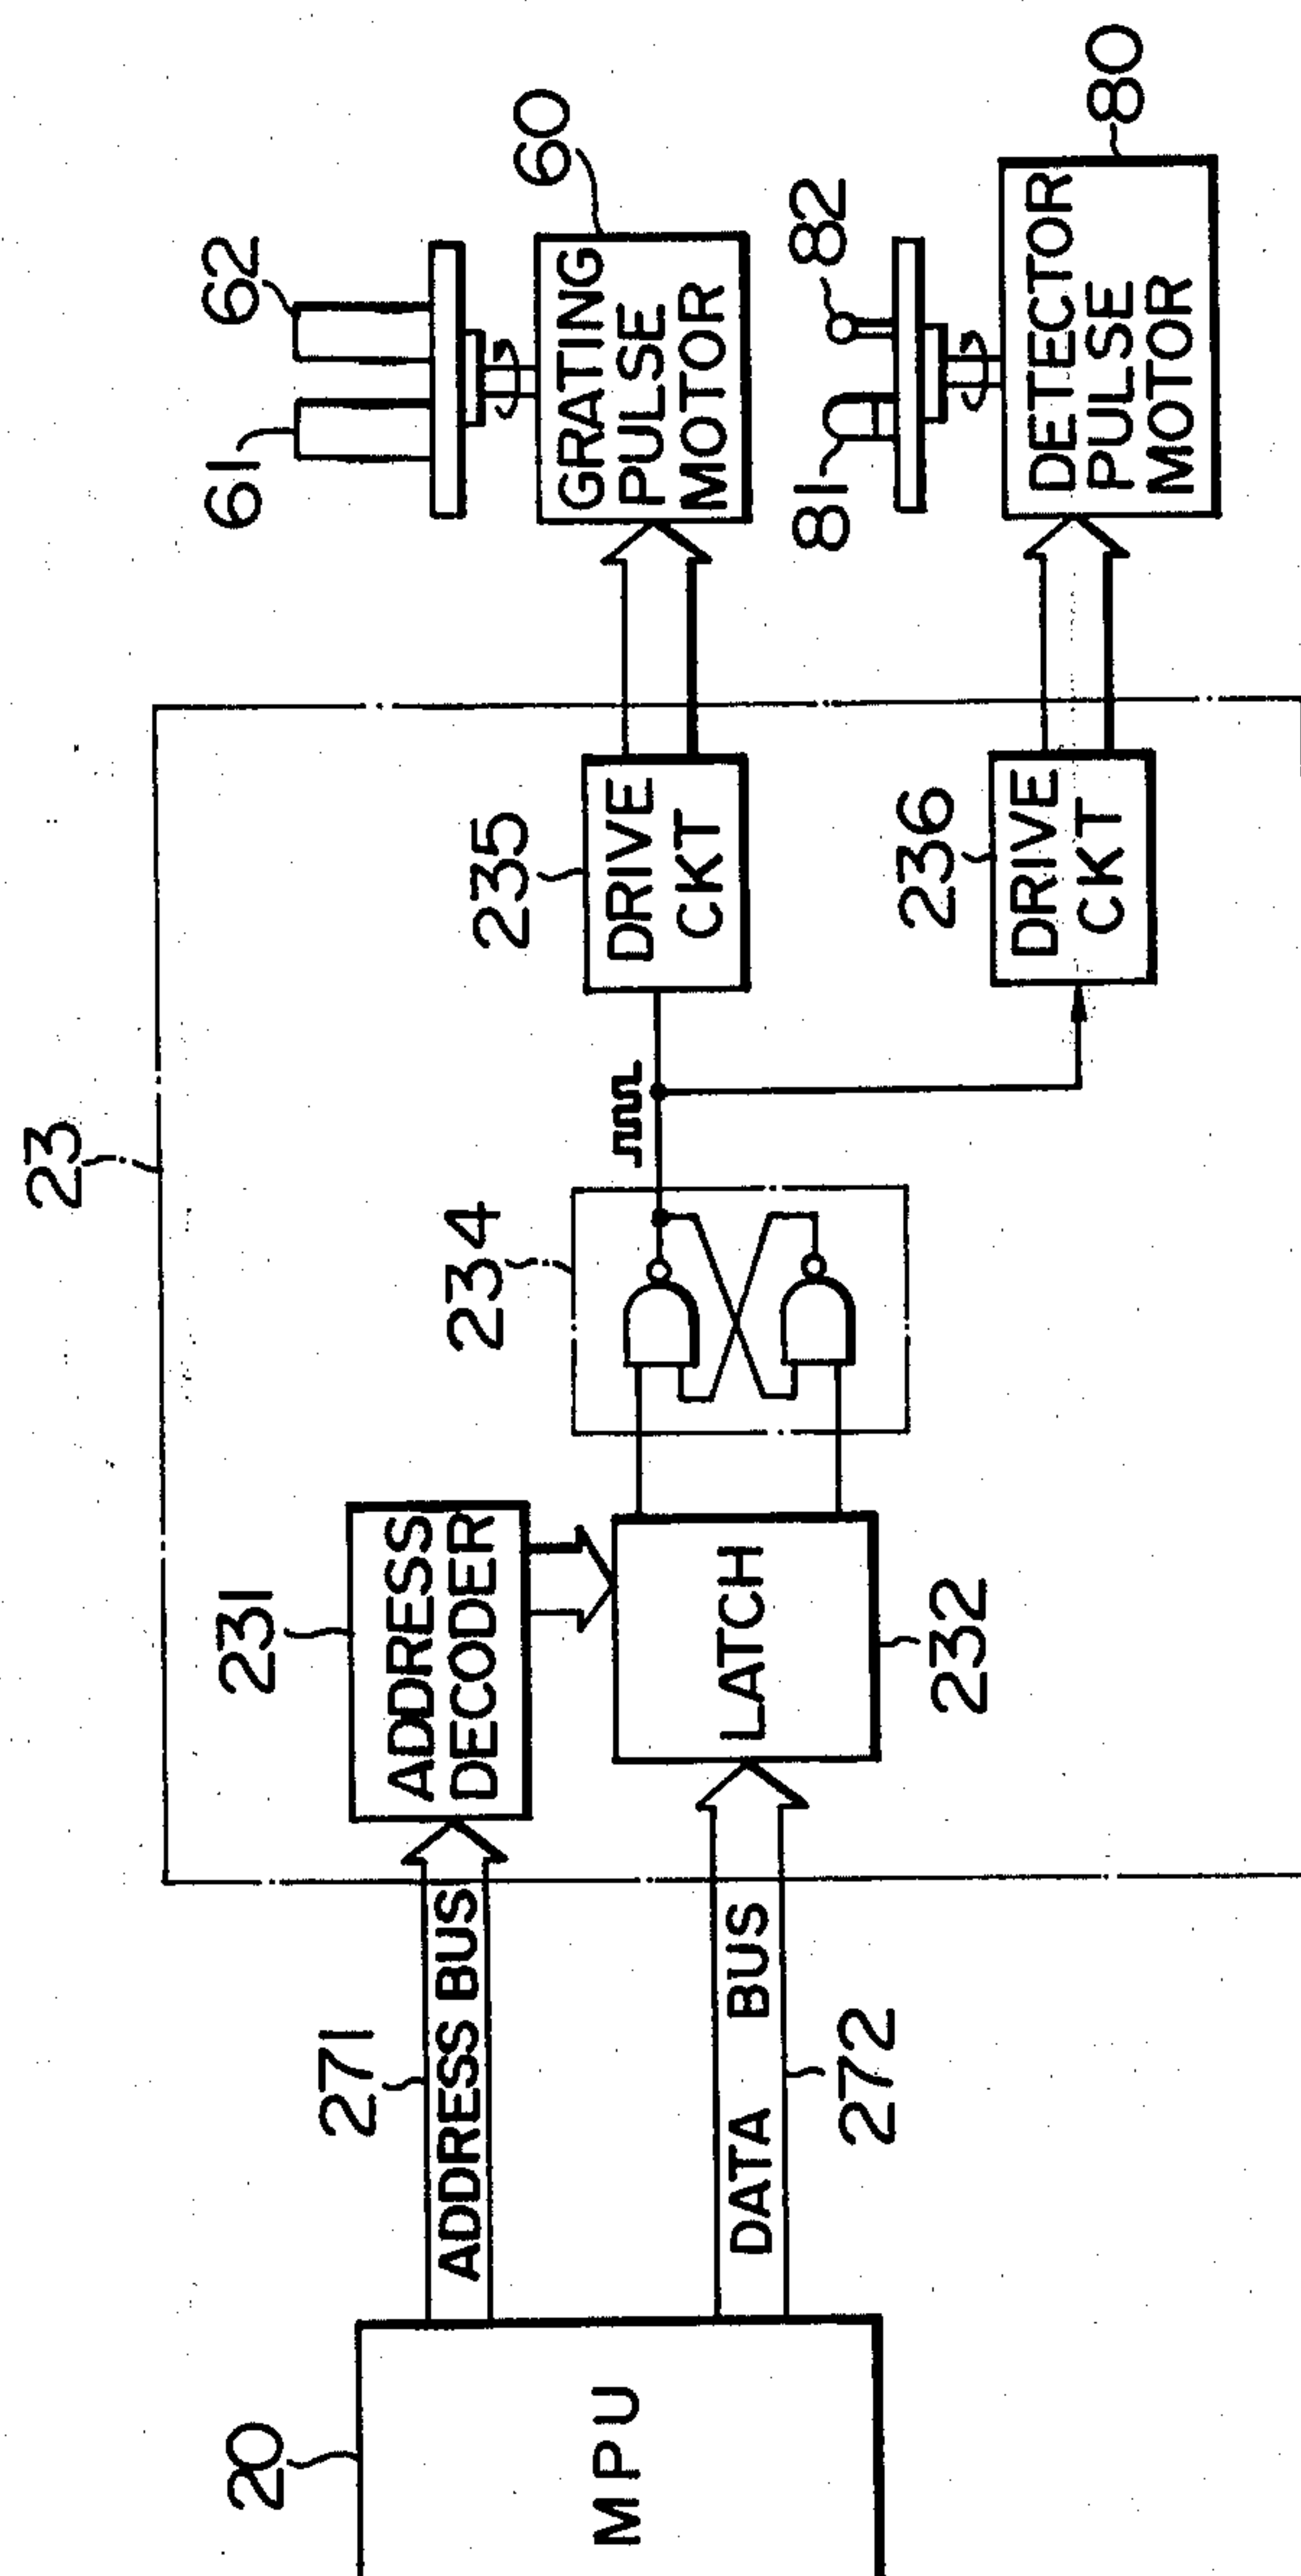 23
20
MPU
271
ADDRESS BUS
DATA BUS
272
231
ADDRESS
DECODER
LATCH
232
234
235
DRIVE
CKT
236
DRIVE
CKT
61
62
GRATING
PULSE
MOTOR
60
81
82
DETECTOR
PULSE
MOTOR
80